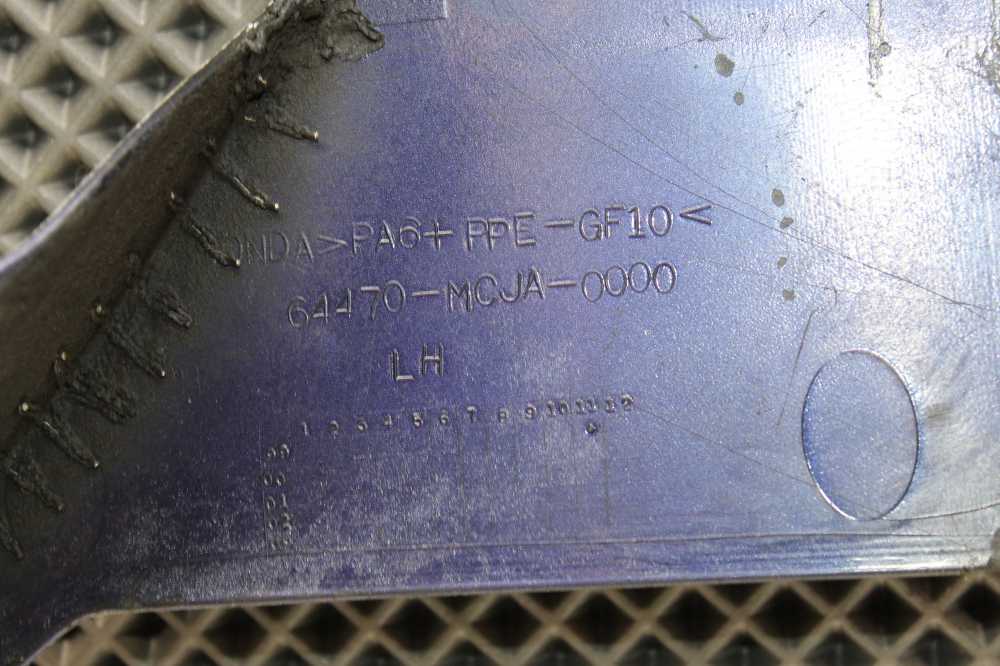 ONDA>PA6+PPE-GF10<
64470-MCJA-0000
LH
1 2 3 4 5 6 7 8 9 10 11 12